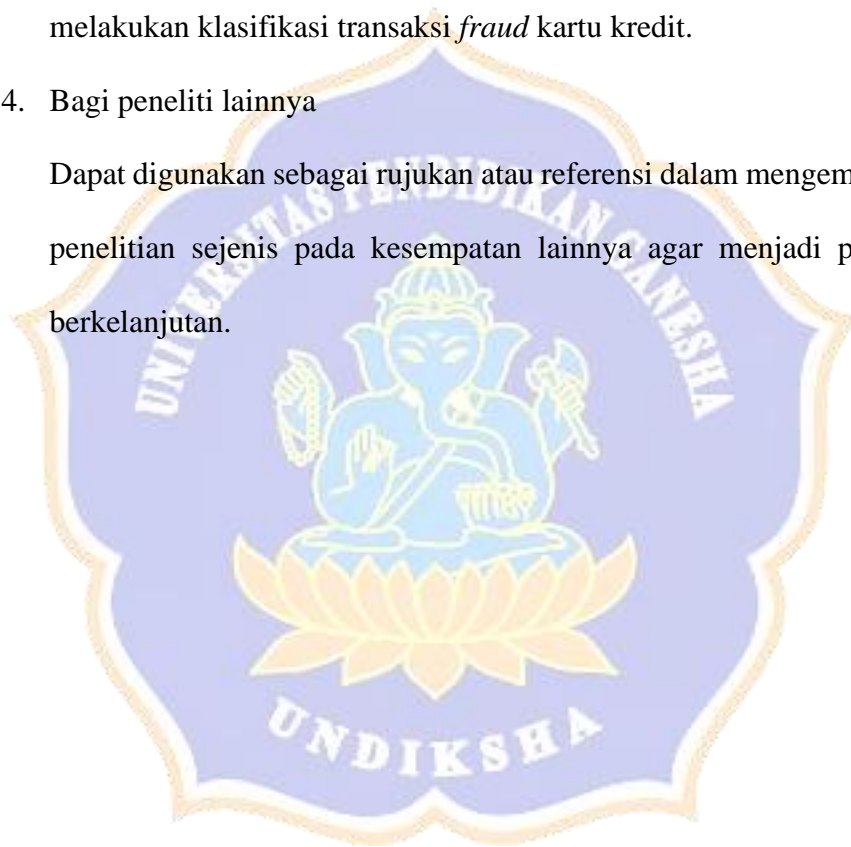 melakukan klasifikasi transaksi fraud kartu kredit.
4. Bagi peneliti lainnya
Dapat digunakan sebagai rujukan atau referensi dalam
penelitian sejenis pada kesempatan lainnya agar menjadi
berkelanjutan.
UNIVERSITAS PENDIDIKAN GANESHA
UNDIKSHA